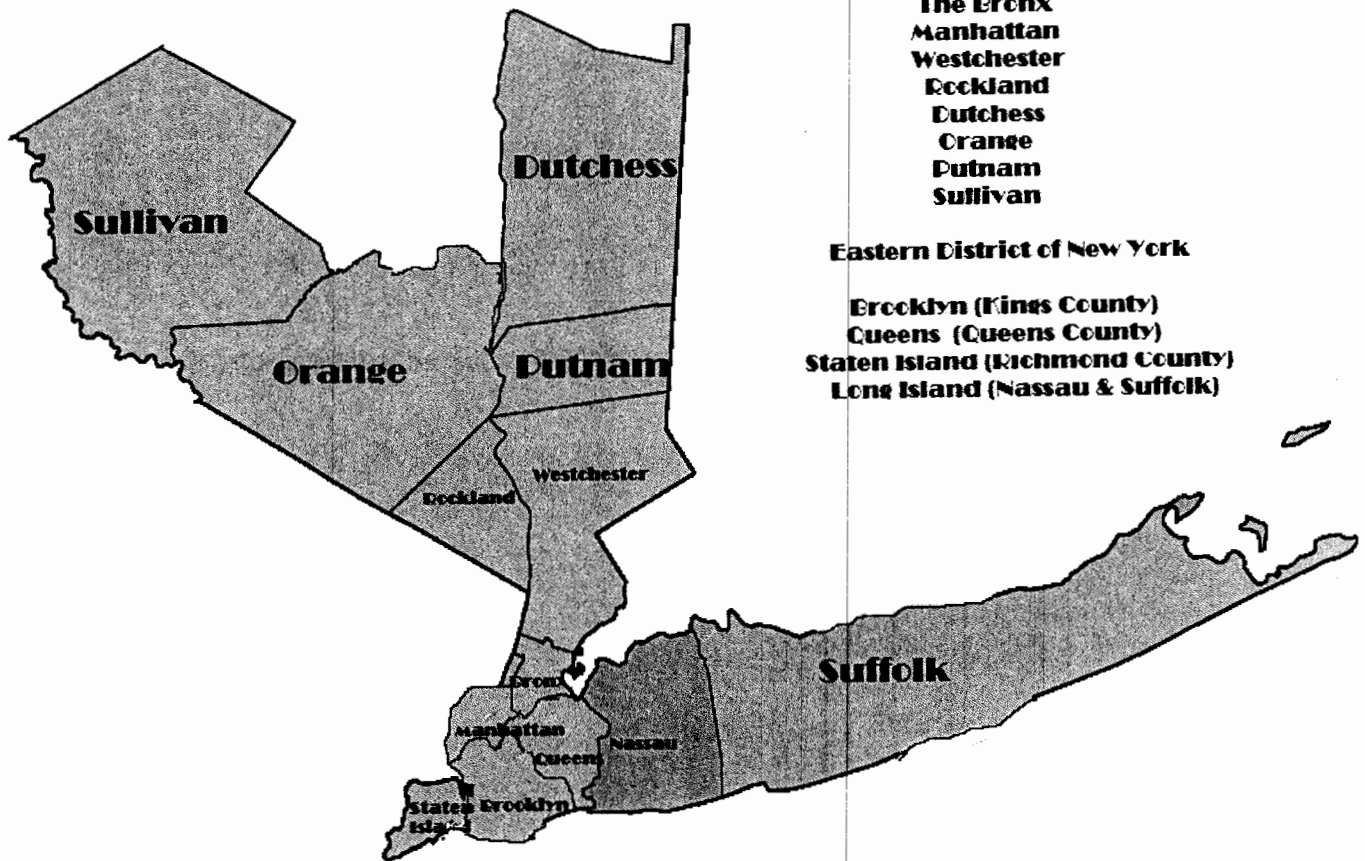 The Bronx
Manhattan
Westchester
Rockland
Dutchess
Orange
Putnam
Sullivan
Eastern District of New York
Brooklyn (Kings County)
Queens (Queens County)
Staten Island (Richmond County)
Long Island (Nassau & Suffolk)
Dutchess
Sullivan
Orange
Putnam
Westchester
Rockland
Suffolk
Bronx
Manhattan
Nassau
Queens
Staten
Brooklyn